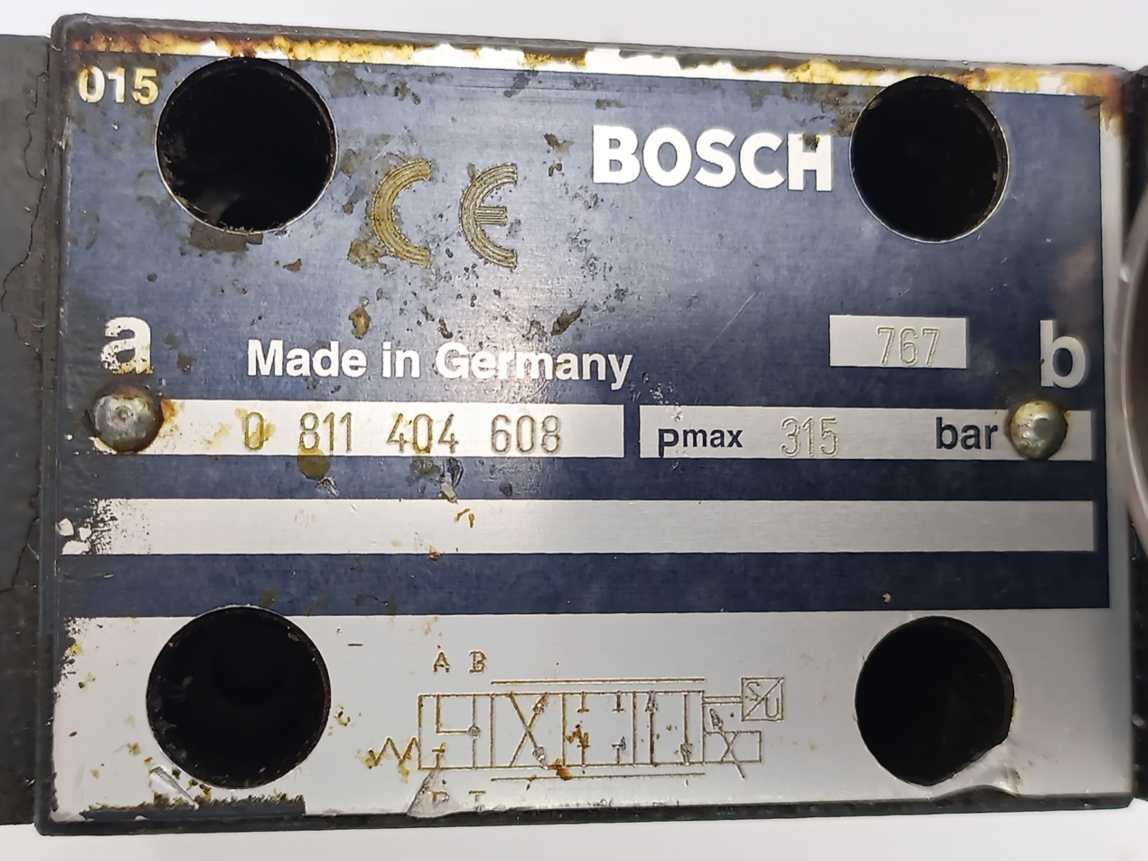 015
CE
BOSCH
767
a
Made in Germany
b
0 811 404 608
pmax 315 bar
A B
S
U